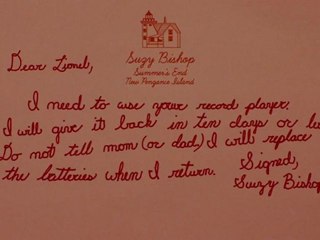 Suzy Bishop
Summer's End
New Penzance Island
Dear Lionel,
I need to use your record player.
I will give it back in ten days or
Do not tell mom (or dad.) I will replace
the batteries when I return.
Signed,
Suzy Bishop